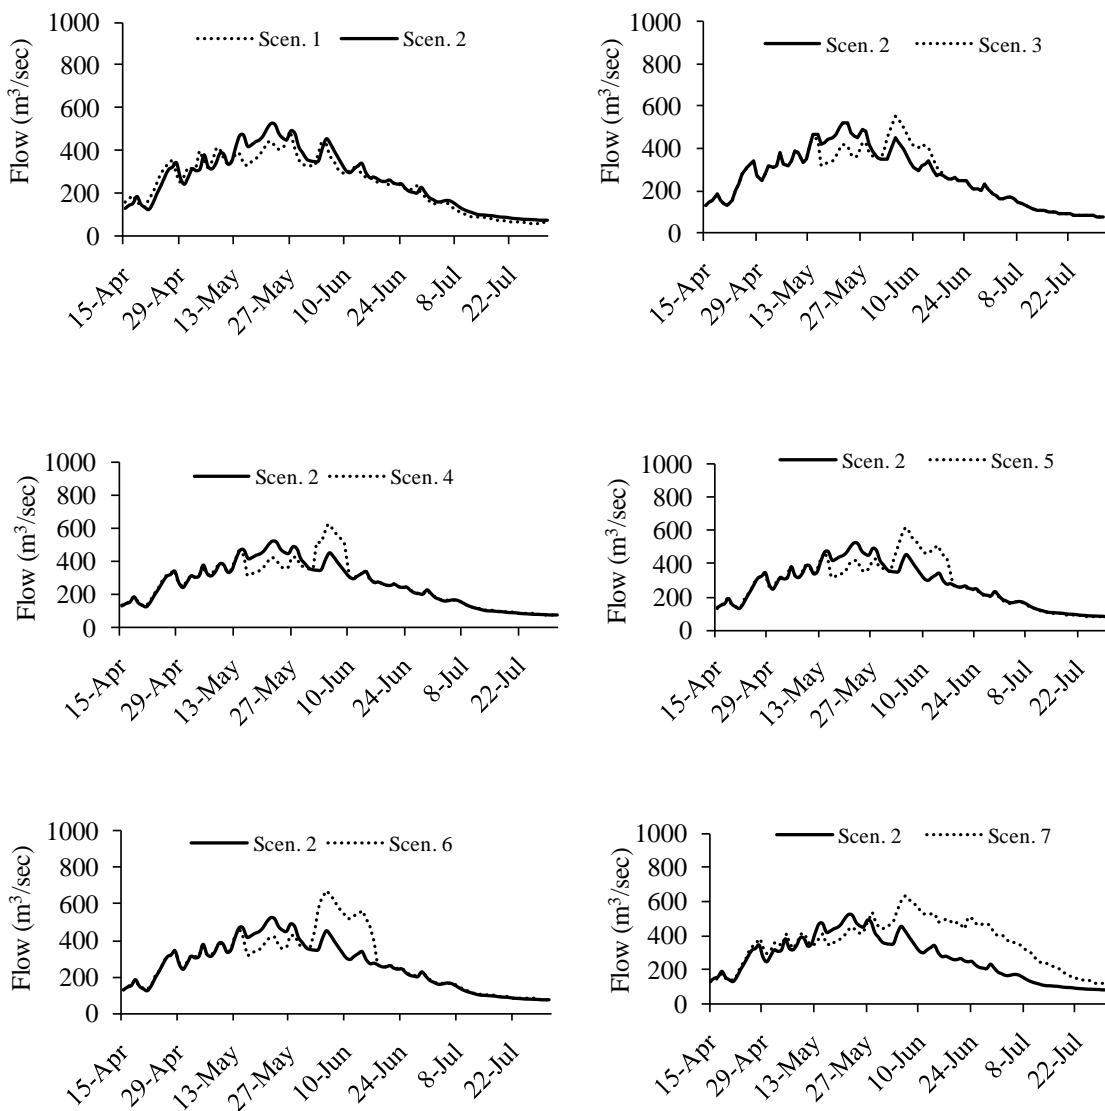 1000
800
600
400
200
0
Flow (m³/sec)
Scen. 1 Scen. 2
15-Apr 29-Apr 13-May 27-May 10-Jun 24-Jun 8-Jul 22-Jul
1000
800
600
400
200
0
Flow (m³/sec)
Scen. 2 Scen. 3
15-Apr 29-Apr 13-May 27-May 10-Jun 24-Jun 8-Jul 22-Jul
1000
800
600
400
200
0
Flow (m³/sec)
Scen. 2 Scen. 4
15-Apr 29-Apr 13-May 27-May 10-Jun 24-Jun 8-Jul 22-Jul
1000
800
600
400
200
0
Flow (m³/sec)
Scen. 2 Scen. 5
15-Apr 29-Apr 13-May 27-May 10-Jun 24-Jun 8-Jul 22-Jul
1000
800
600
400
200
0
Flow (m³/sec)
Scen. 2 Scen. 6
15-Apr 29-Apr 13-May 27-May 10-Jun 24-Jun 8-Jul 22-Jul
1000
800
600
400
200
0
Flow (m³/sec)
Scen. 2 Scen. 7
15-Apr 29-Apr 13-May 27-May 10-Jun 24-Jun 8-Jul 22-Jul